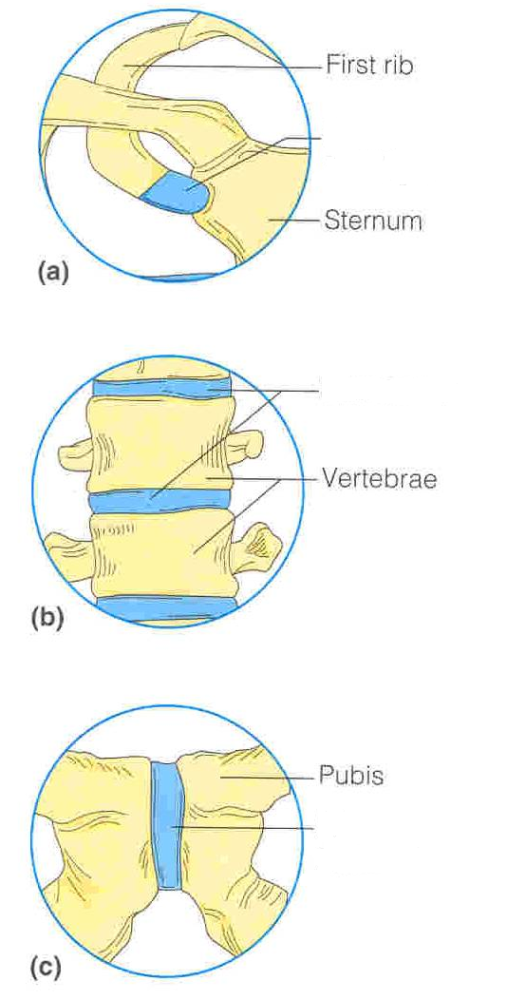 First rib
Sternum
(a)
Vertebrae
(b)
Pubis
(c)